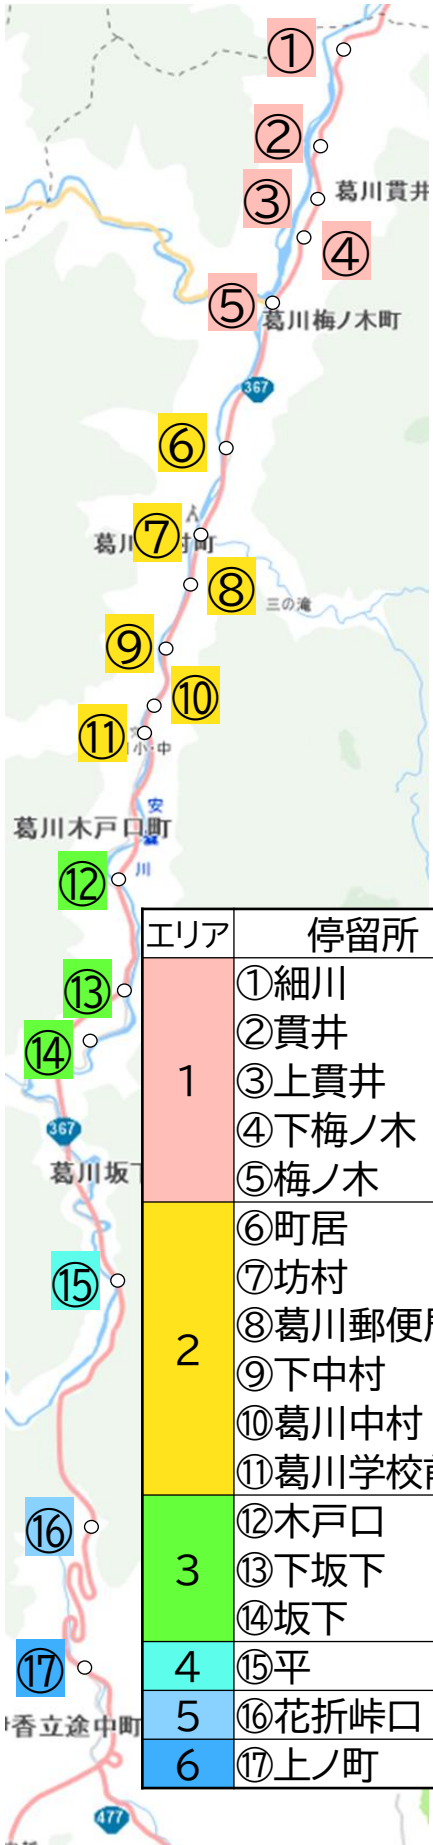 ①
②
③
葛川貫井
④
⑤
葛川梅ノ木町
367
⑥
⑦
⑧
三の滝
⑨
⑩
⑪
小・中
葛川木戸口町
安
川
⑫
⑬
⑭
367
葛川坂下
⑮
⑯
⑰
香立途中町
477
エリア 停留所
1
①細川
②貫井
③上貫井
④下梅ノ木
⑤梅ノ木
2
⑥町居
⑦坊村
⑧葛川郵便局
⑨下中村
⑩葛川中村
⑪葛川学校前
3
⑫木戸口
⑬下坂下
⑭坂下
4 ⑮平
5 ⑯花折峠口
6 ⑰上ノ町